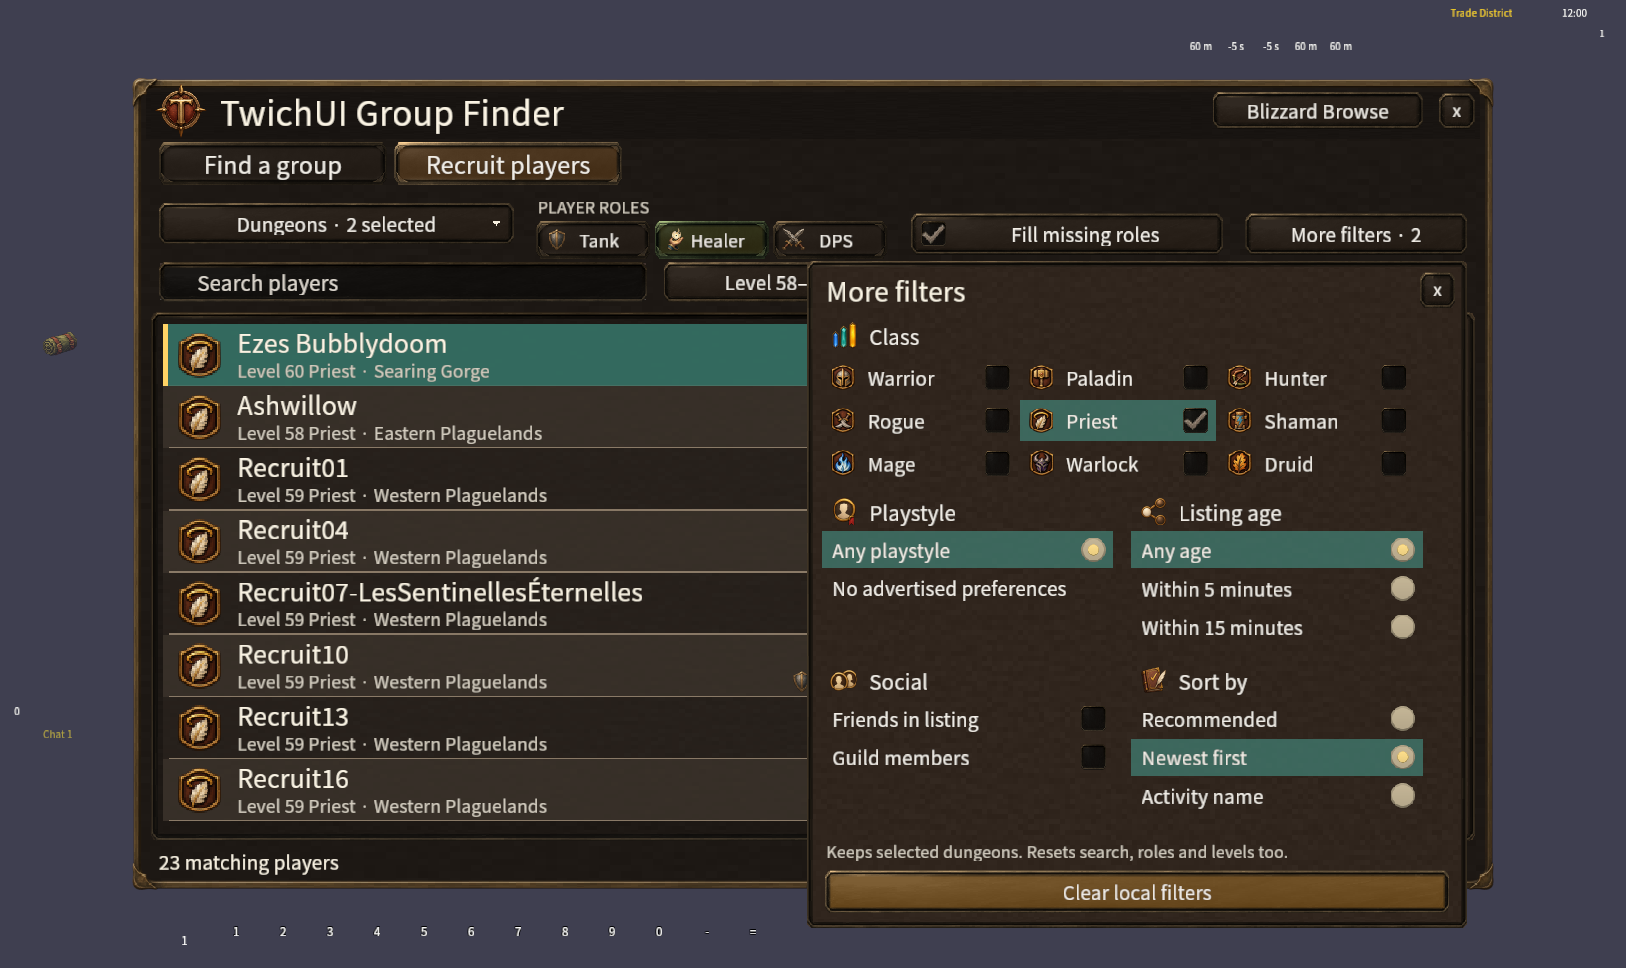 Trade District
12:00
1
60 m -5 s -5 s 60 m 60 m
TwichUI Group Finder
Blizzard Browse
x
Find a group
Recruit players
Dungeons · 2 selected
PLAYER ROLES
Tank
Healer
DPS
Fill missing roles
More filters · 2
Search players
Level 58–
Ezes Bubblydoom
Level 60 Priest · Searing Gorge
Ashwillow
Level 58 Priest · Eastern Plaguelands
Recruit01
Level 59 Priest · Western Plaguelands
Recruit04
Level 59 Priest · Western Plaguelands
Recruit07-LesSentinellesÉternelles
Level 59 Priest · Western Plaguelands
Recruit10
Level 59 Priest · Western Plaguelands
Recruit13
Level 59 Priest · Western Plaguelands
Recruit16
Level 59 Priest · Western Plaguelands
23 matching players
More filters
x
Class
Warrior
Paladin
Hunter
Rogue
Priest
Shaman
Mage
Warlock
Druid
Playstyle
Any playstyle
No advertised preferences
Listing age
Any age
Within 5 minutes
Within 15 minutes
Social
Friends in listing
Guild members
Sort by
Recommended
Newest first
Activity name
Keeps selected dungeons. Resets search, roles and levels too.
Clear local filters
0
Chat 1
1
1 2 3 4 5 6 7 8 9 0 - =